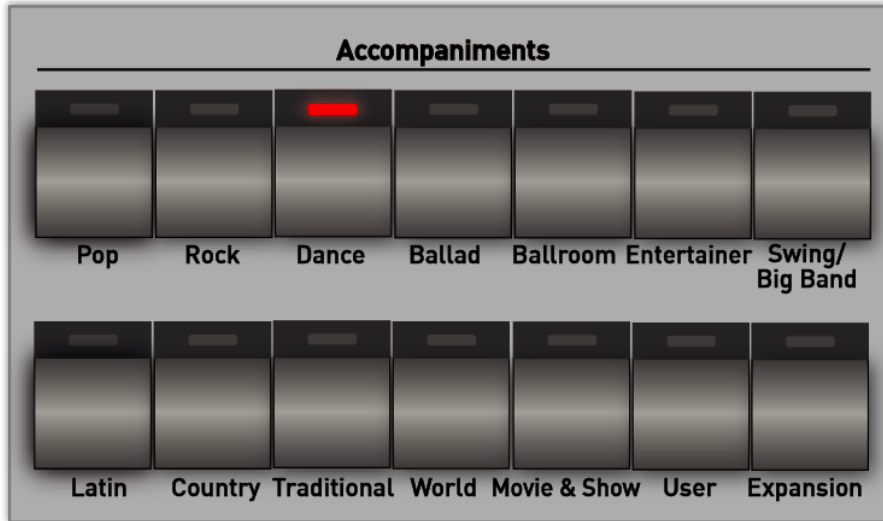 Accompaniments
Pop Rock Dance Ballad Ballroom Entertainer Swing/
Big Band
Latin Country Traditional World Movie & Show User Expansion